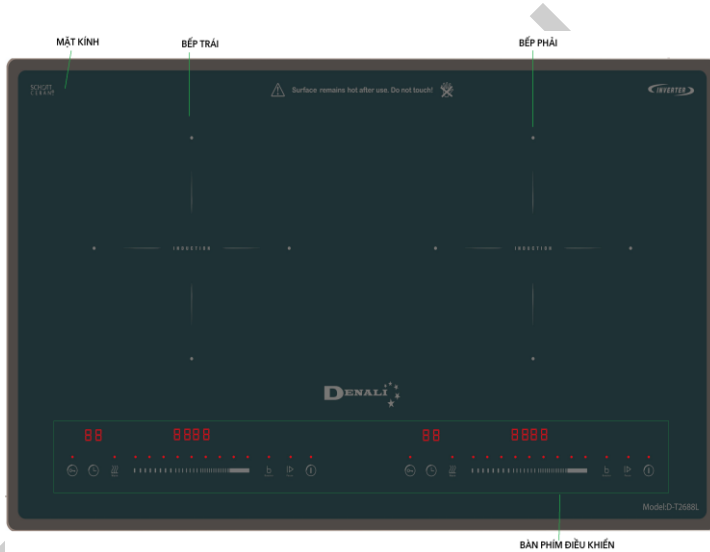 MẶT KÍNH
BẾP TRÁI
BẾP PHẢI
SCHOTT
CERAN
Surface remains hot after use. Do not touch!
INVERTER
INDUCTION
INDUCTION
DENALI
88
8888
88
8888
b
b
Model:D-T2688L
BÀN PHÍM ĐIỀU KHIỂN